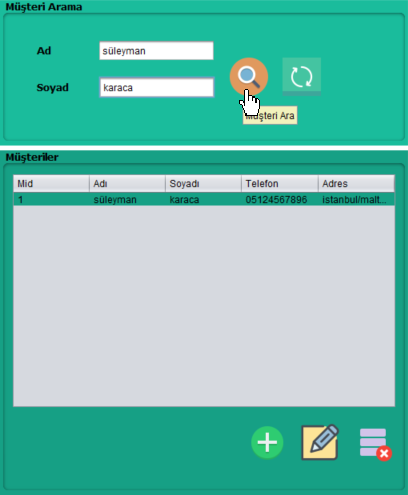 Müşteri Arama
Ad süleyman
Soyad karaca
Müşteri Ara
Müşteriler
Mid Adı Soyadı Telefon Adres
1 süleyman karaca 05124567896 istanbul/malt...